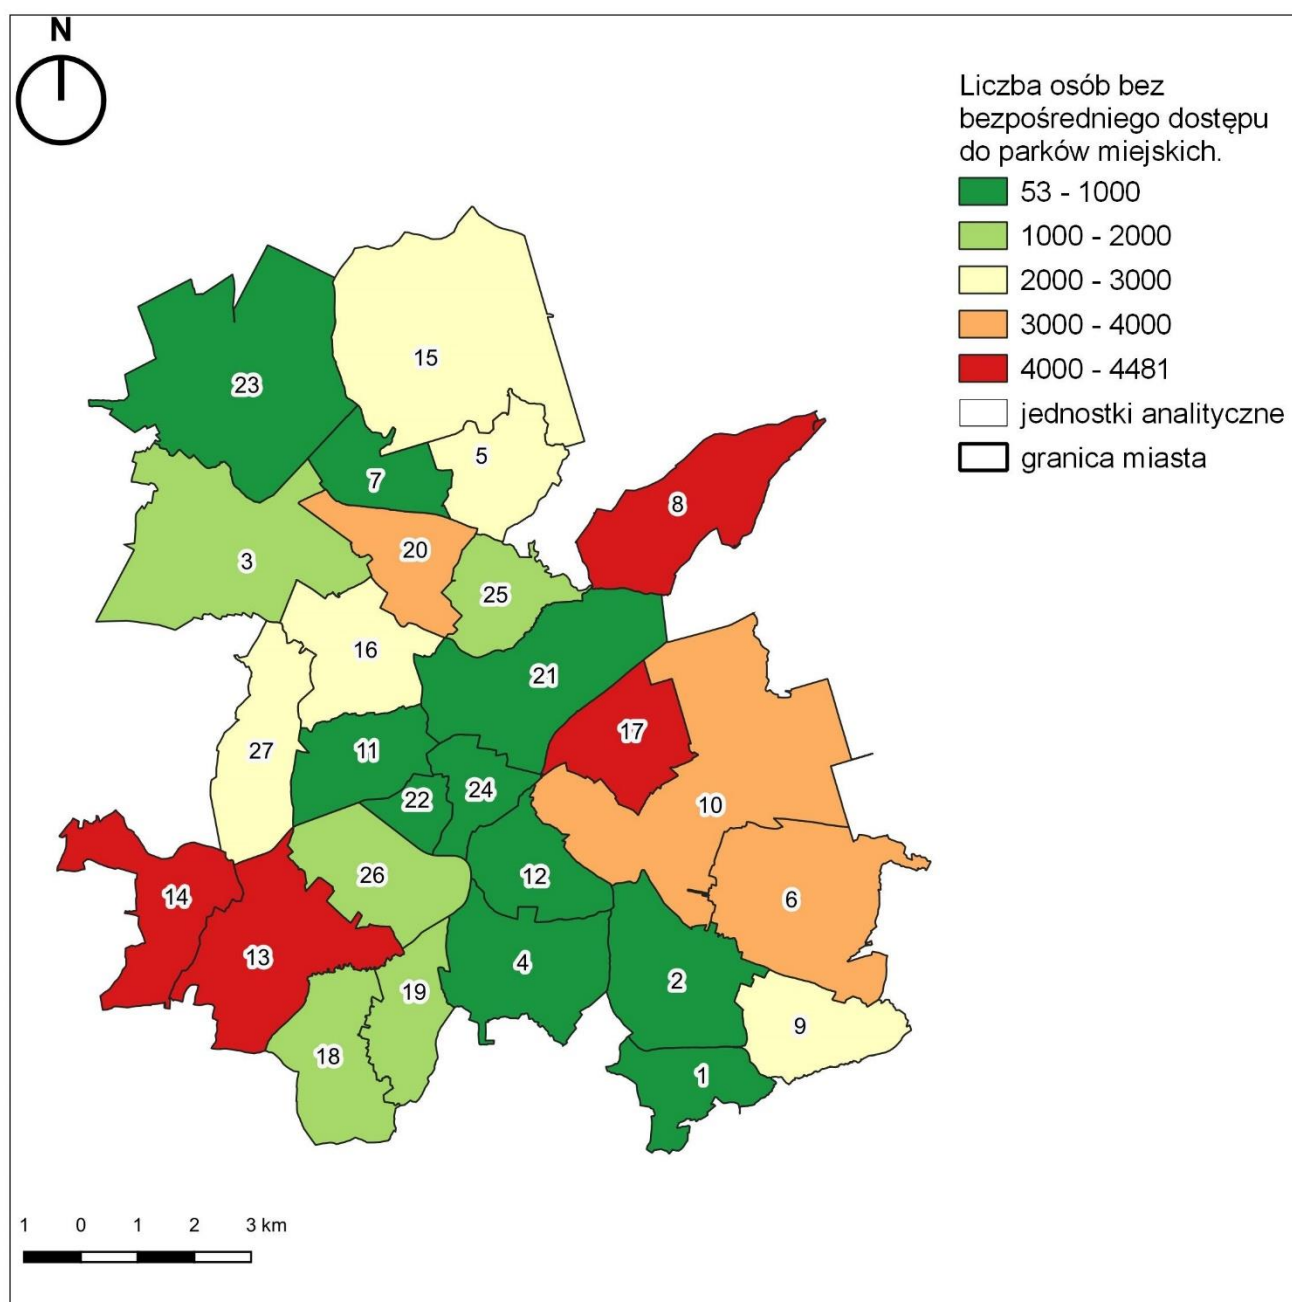 N
Liczba osób bez
bezpośredniego dostępu
do parków miejskich.
53 - 1000
1000 - 2000
2000 - 3000
3000 - 4000
4000 - 4481
jednostki analityczne
granica miasta
15
23
5
7
8
20
3
25
16
21
17
27
11
24
22
10
26
12
14
6
13
4
2
19
9
18
1
1 0 1 2 3 km